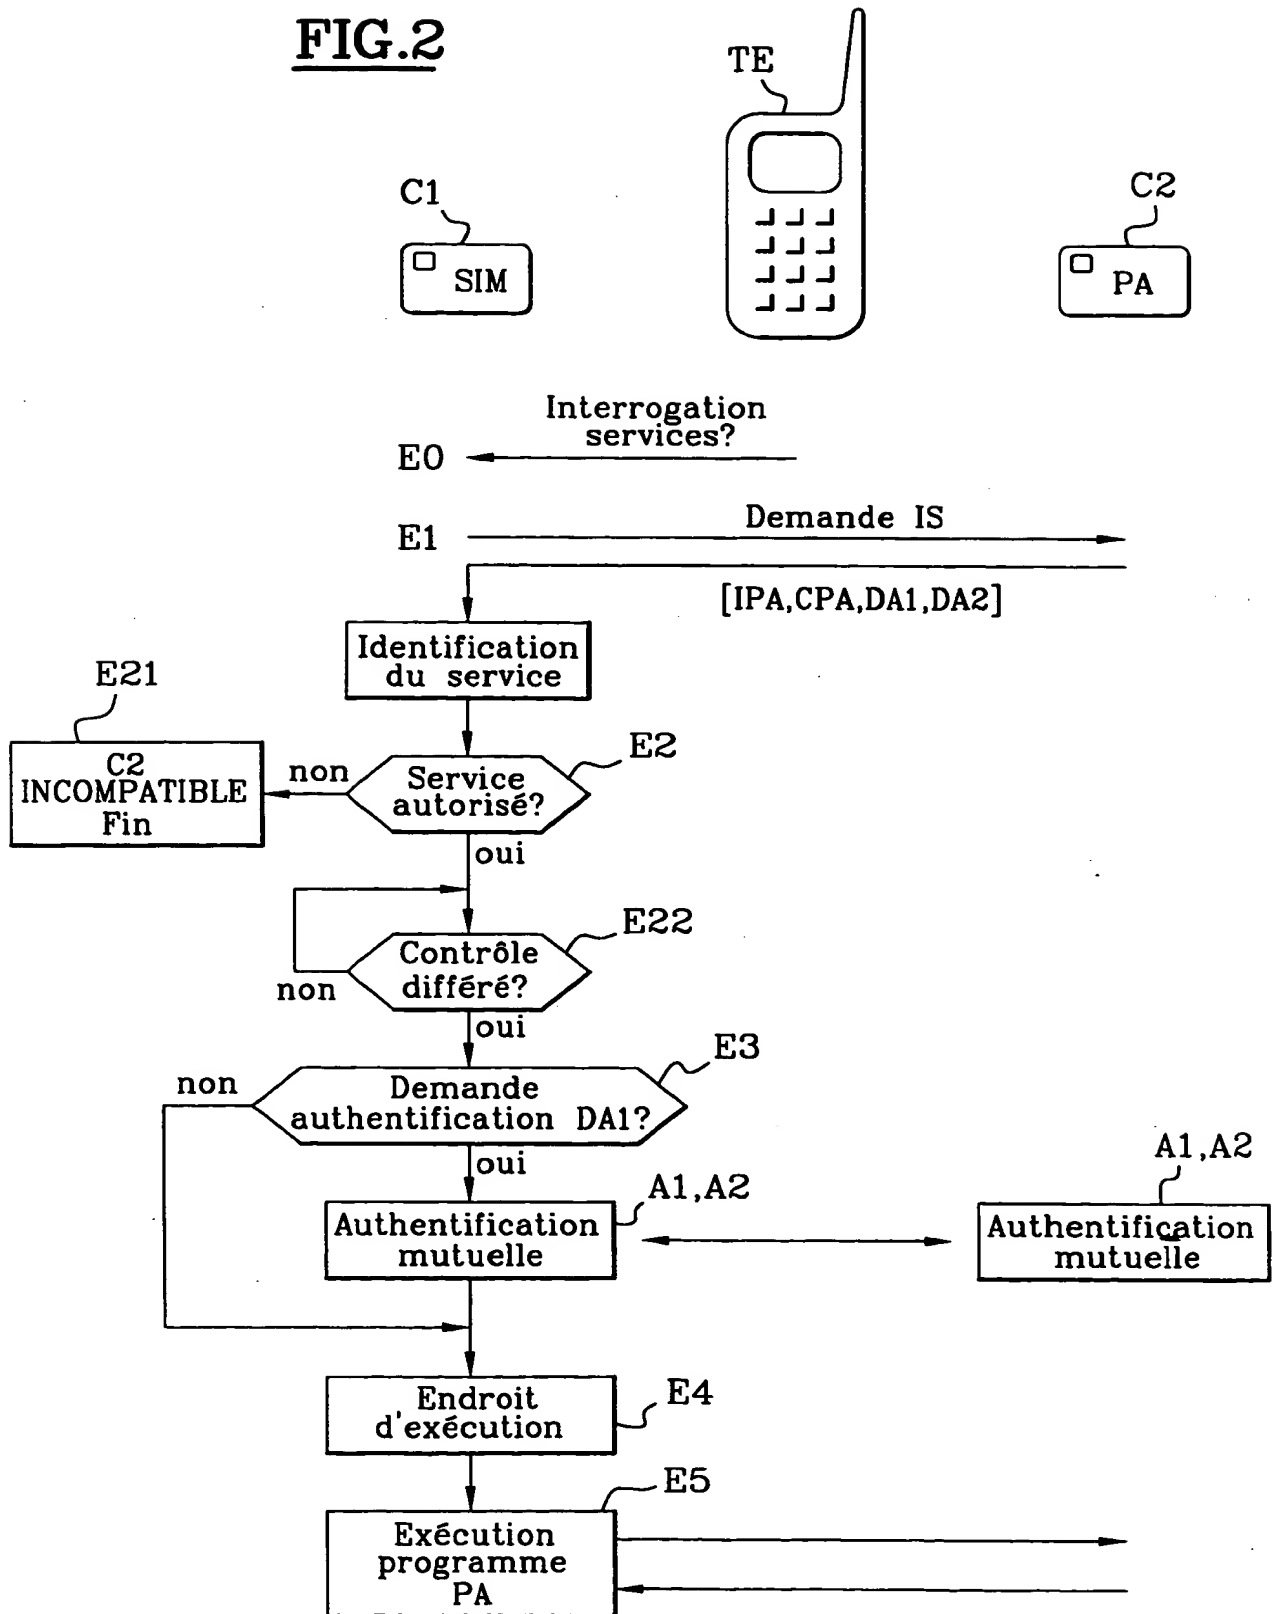 FIG.2
TE
C1
C2
SIM
PA
Interrogation
services?
E0
Demande IS
E1
[IPA,CPA,DA1,DA2]
Identification
du service
E21
E2
C2
INCOMPATIBLE
Fin
non
Service
autorisé?
oui
E22
Contrôle
différé?
non
oui
E3
non
Demande
authentification DA1?
oui
A1,A2
A1,A2
Authentification
mutuelle
Authentification
mutuelle
E4
Endroit
d'exécution
E5
Exécution
programme
PA